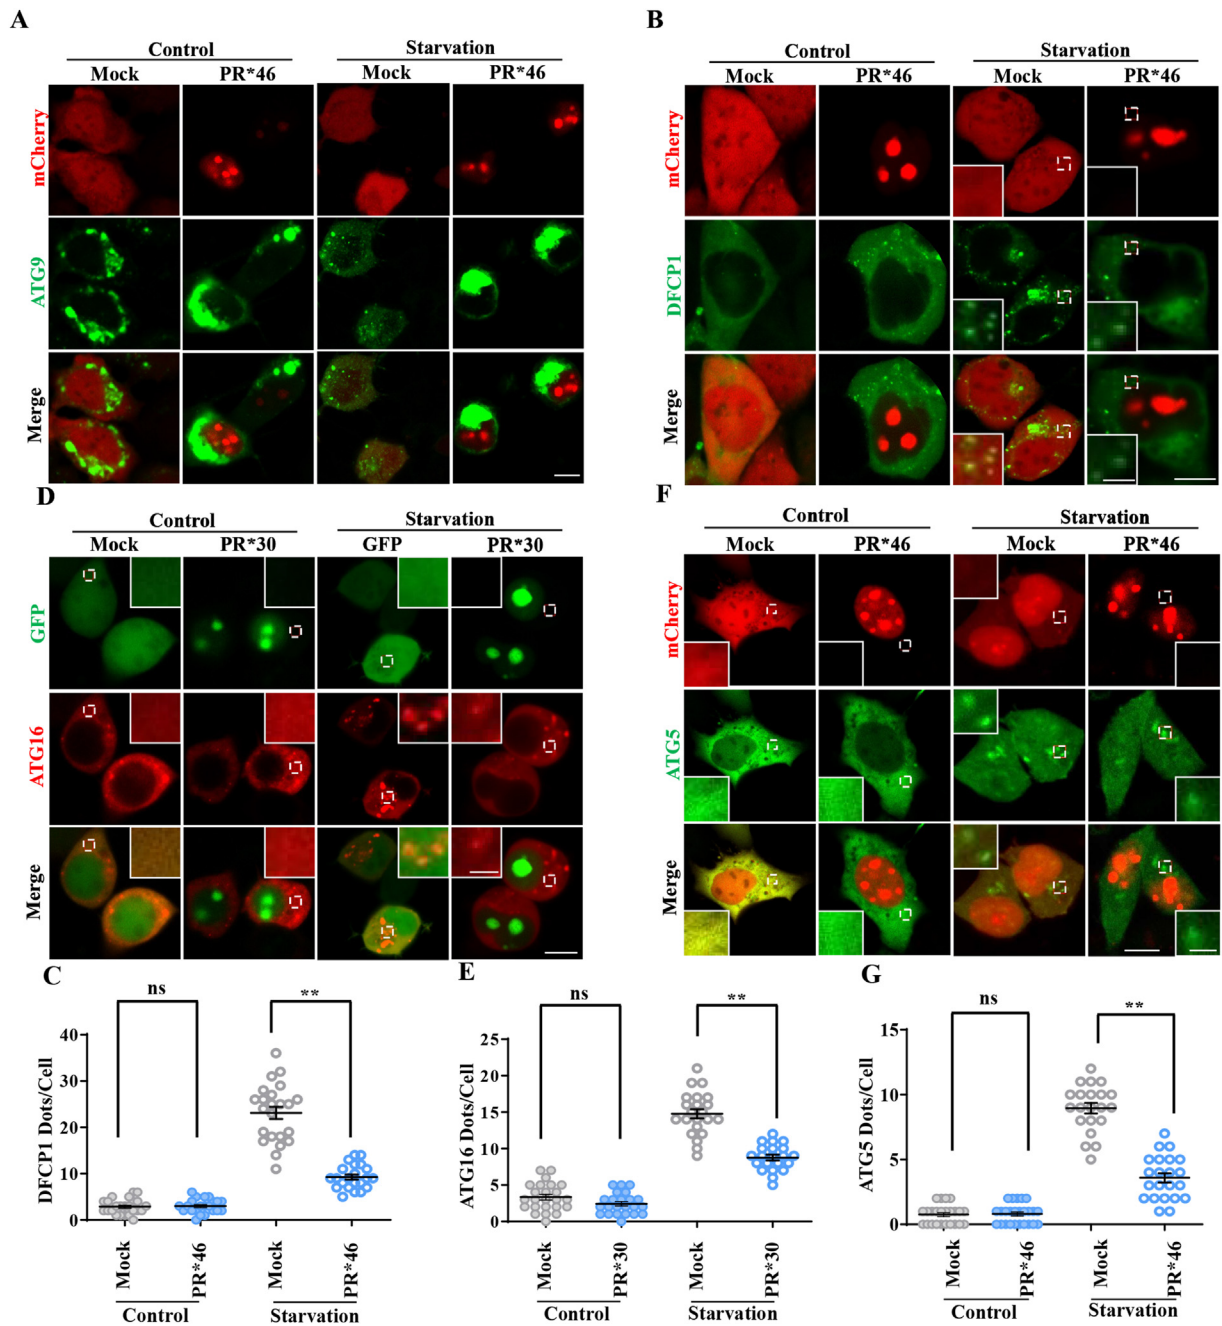 A
Control
Starvation
Mock
PR*46
Mock
PR*46
mCherry
ATG9
Merge
B
Control
Starvation
Mock
PR*46
Mock
PR*46
mCherry
DFCP1
Merge
D
Control
Starvation
Mock
PR*30
GFP
PR*30
GFP
ATG16
Merge
F
Control
Starvation
Mock
PR*46
Mock
PR*46
mCherry
ATG5
Merge
C
ns
**
DFCP1 Dots/Cell
40
30
20
10
0
Mock
PR*46
Mock
PR*46
Control
Starvation
E
ns
**
ATG16 Dots/Cell
25
20
15
10
5
0
Mock
PR*30
Mock
PR*30
Control
Starvation
G
ns
**
ATG5 Dots/Cell
15
10
5
0
Mock
PR*46
Mock
PR*46
Control
Starvation